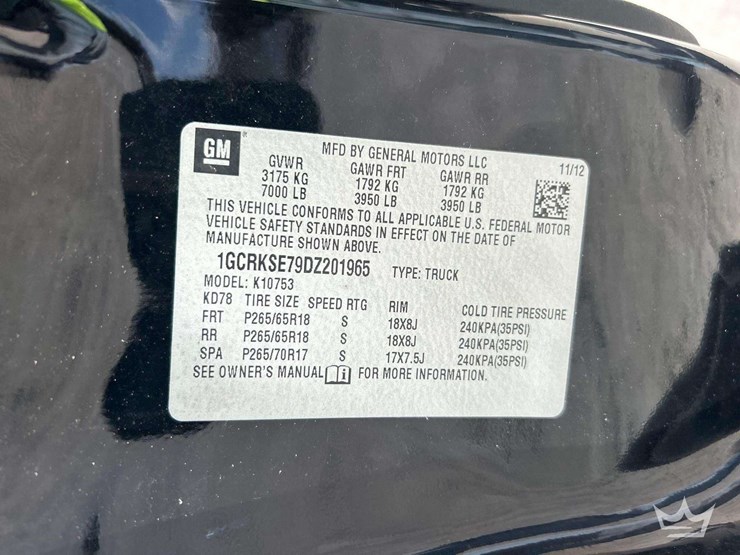 GM
MFD BY GENERAL MOTORS LLC 11/12
GVWR GAWR FRT GAWR RR
3175 KG 1792 KG 1792 KG
7000 LB 3950 LB 3950 LB
THIS VEHICLE CONFORMS TO ALL APPLICABLE U.S. FEDERAL MOTOR
VEHICLE SAFETY STANDARDS IN EFFECT ON THE DATE OF
MANUFACTURE SHOWN ABOVE.
1GCRKSE79DZ201965 TYPE: TRUCK
MODEL: K10753
KD78 TIRE SIZE SPEED RTG RIM COLD TIRE PRESSURE
FRT P265/65R18 S 18X8J 240KPA(35PSI)
RR P265/65R18 S 18X8J 240KPA(35PSI)
SPA P265/70R17 S 17X7.5J 240KPA(35PSI)
SEE OWNER'S MANUAL i FOR MORE INFORMATION.